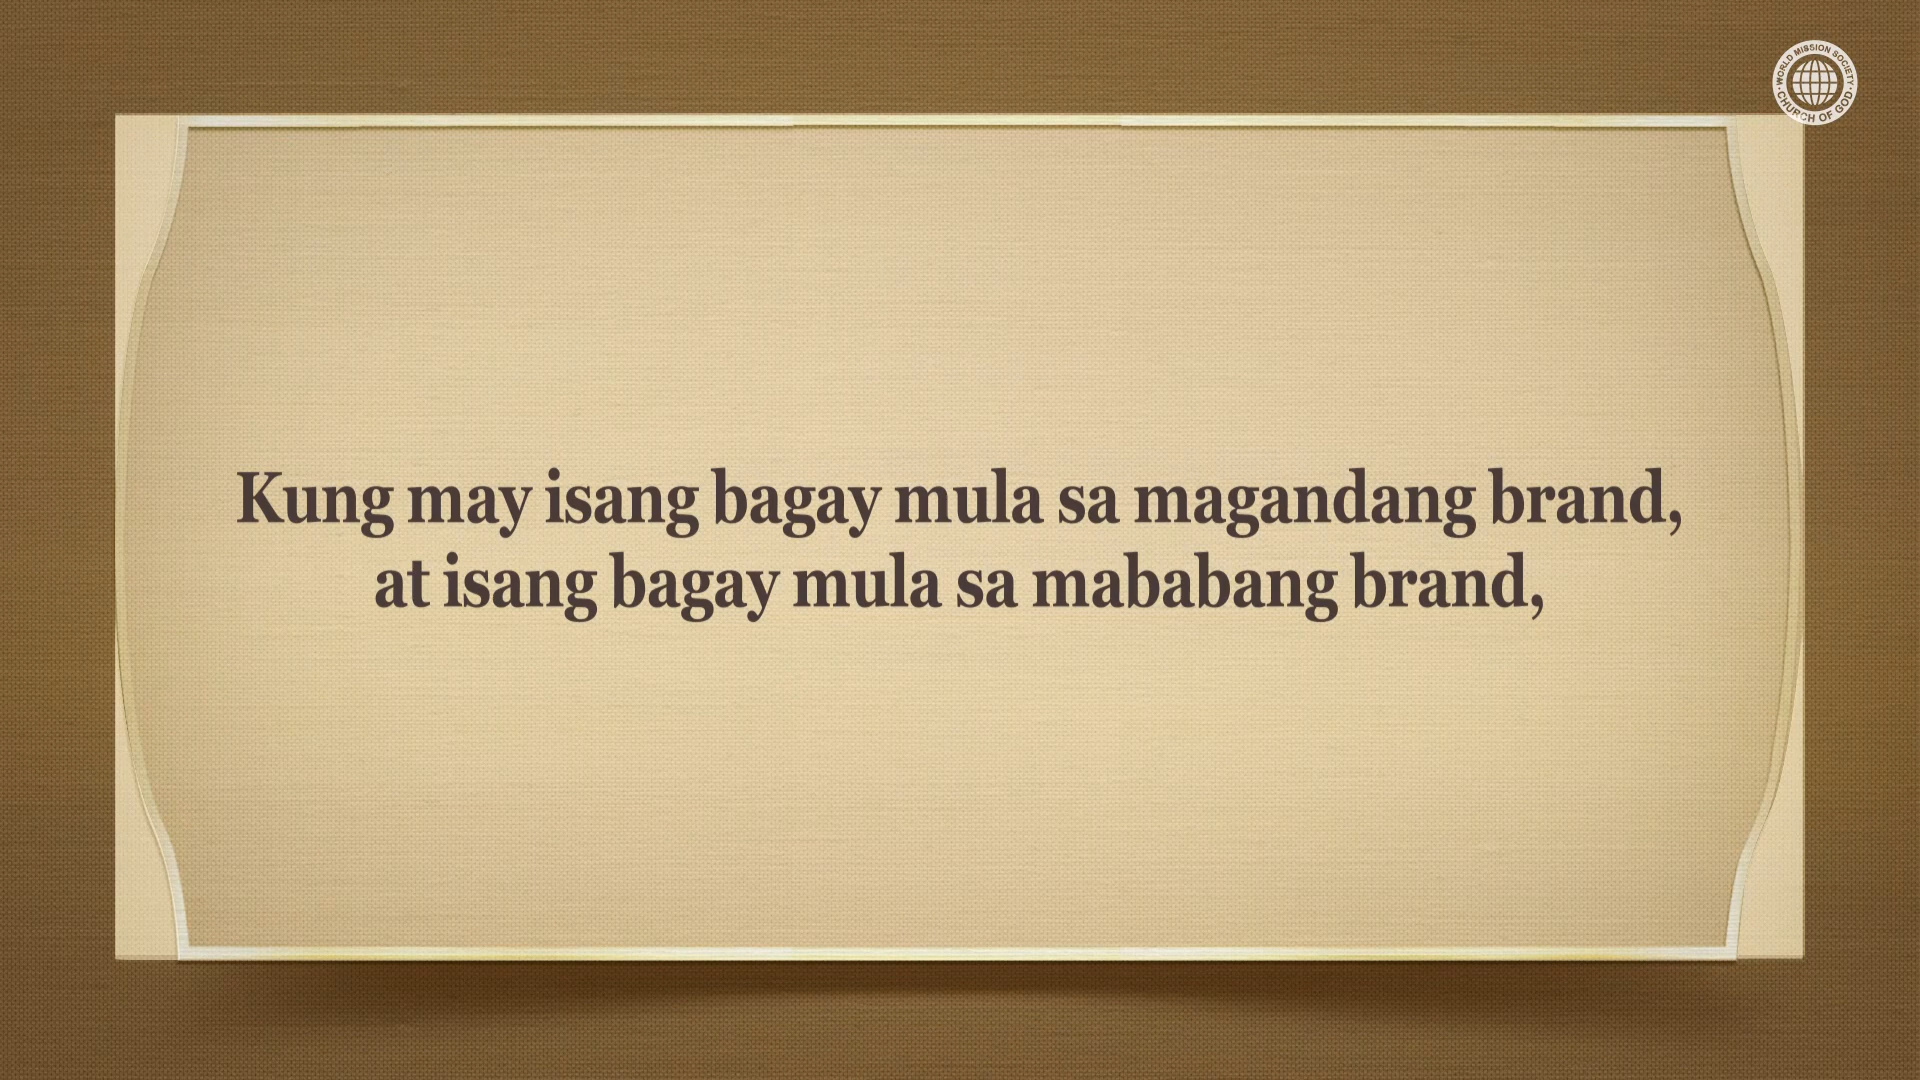 WORLD MISSION SOCIETY
CHURCH OF GOD
Kung may isang bagay mula sa magandang brand,
at isang bagay mula sa mababang brand,